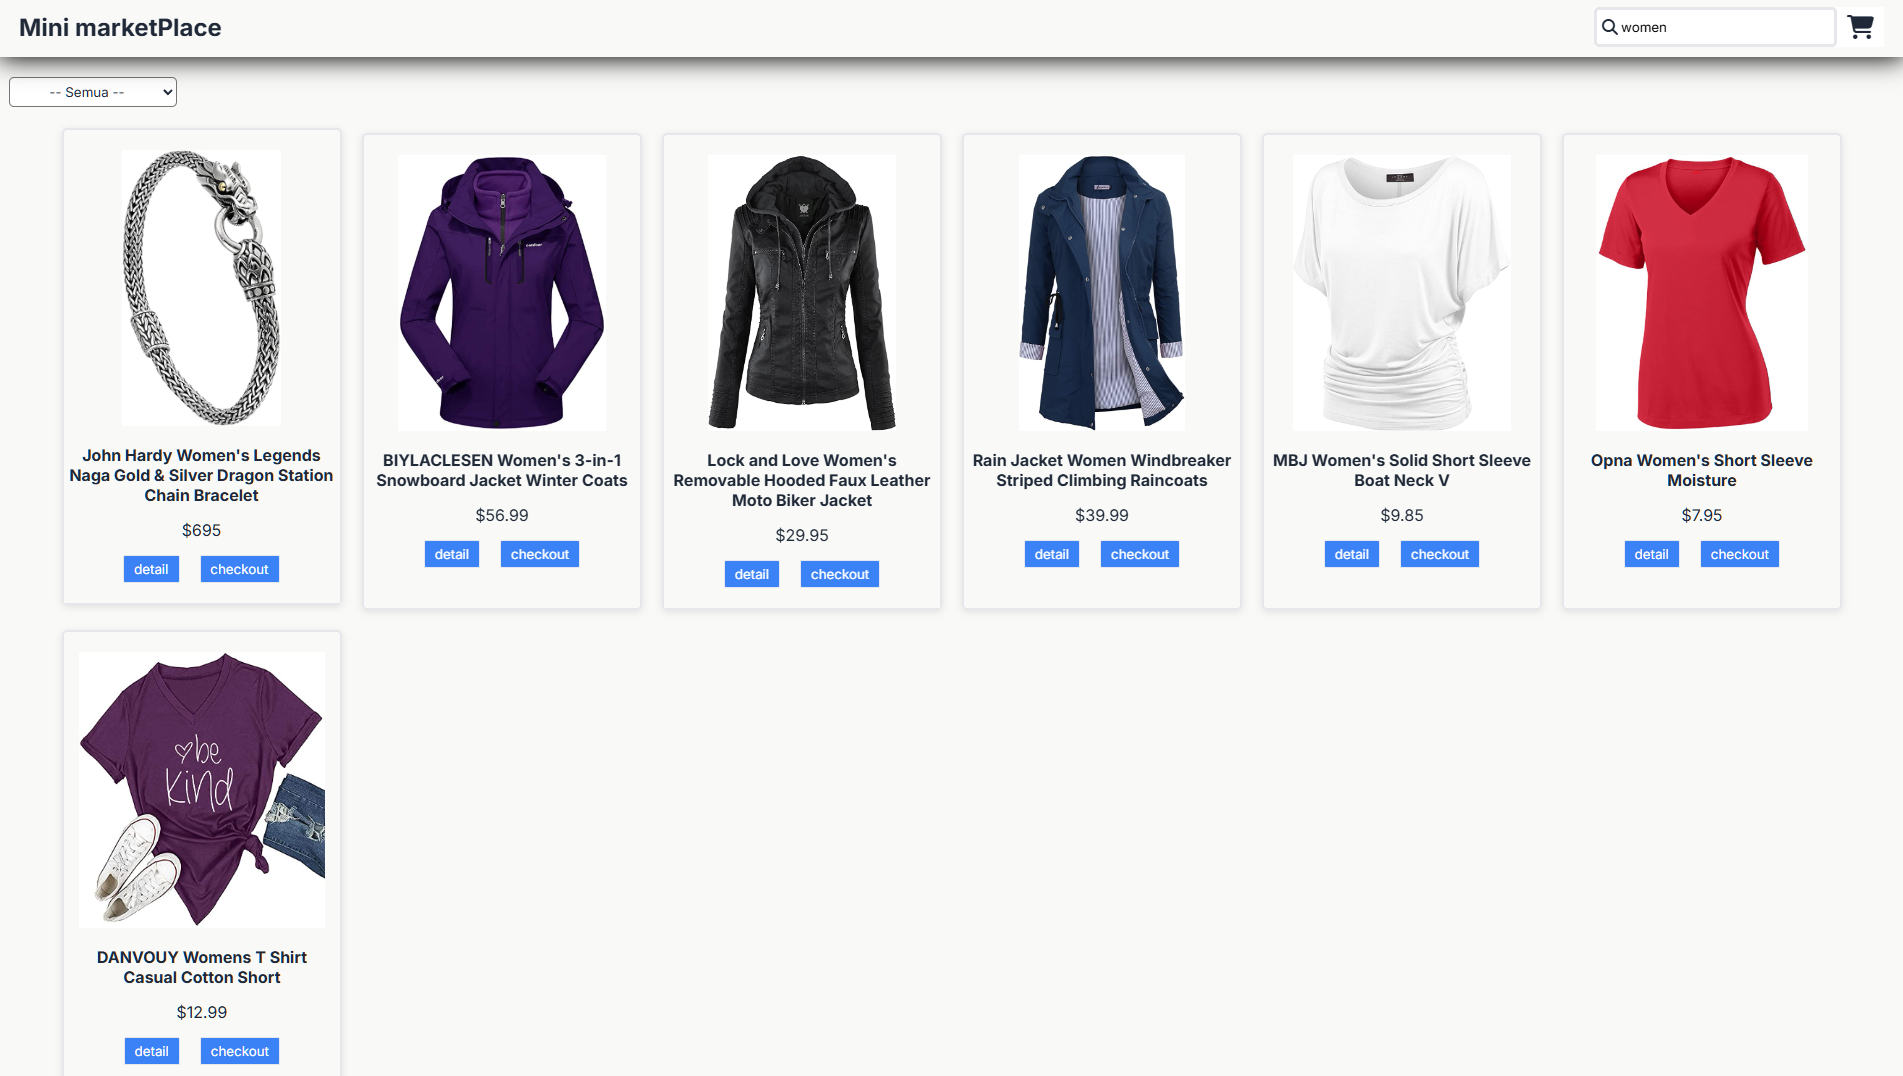 Mini marketPlace
women
-- Semua --
John Hardy Women's Legends
Naga Gold & Silver Dragon Station
Chain Bracelet
$695
detail checkout
BIYLACLESEN Women's 3-in-1
Snowboard Jacket Winter Coats
$56.99
detail checkout
Lock and Love Women's
Removable Hooded Faux Leather
Moto Biker Jacket
$29.95
detail checkout
Rain Jacket Women Windbreaker
Striped Climbing Raincoats
$39.99
detail checkout
MBJ Women's Solid Short Sleeve
Boat Neck V
$9.85
detail checkout
Opna Women's Short Sleeve
Moisture
$7.95
detail checkout
be
kind
DANVOUY Womens T Shirt
Casual Cotton Short
$12.99
detail checkout